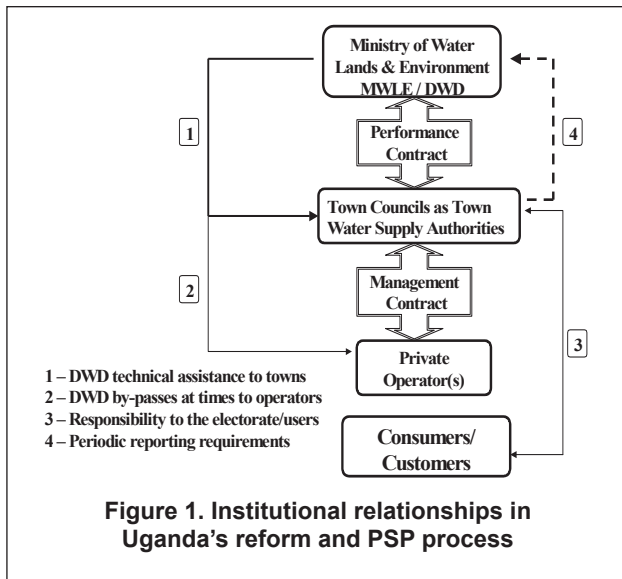 Ministry of Water
Lands & Environment
MWLE / DWD
1
Performance
Contract
4
Town Councils as Town
Water Supply Authorities
Management
Contract
2
3
Private
Operator(s)
1 – DWD technical assistance to towns
2 – DWD by-passes at times to operators
3 – Responsibility to the electorate/users
4 – Periodic reporting requirements
Consumers/
Customers
Figure 1. Institutional relationships in
Uganda's reform and PSP process